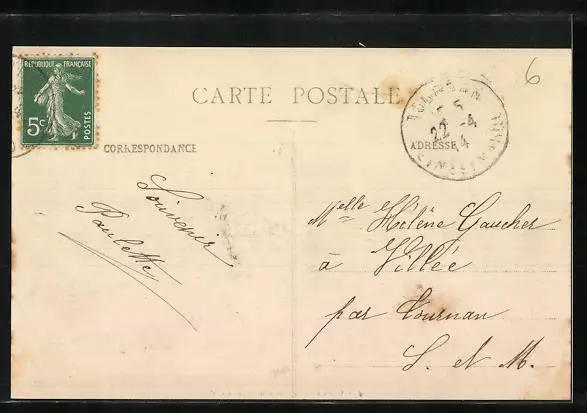 RÉPUBLIQUE FRANÇAISE
5c
POSTES
6
CARTE POSTALE
22 -4
CORRESPONDANCE
ADRESSE
Souvenir
Paulette
Melle Hélène Gaucher
à Villée
par Tournan
S. et M.